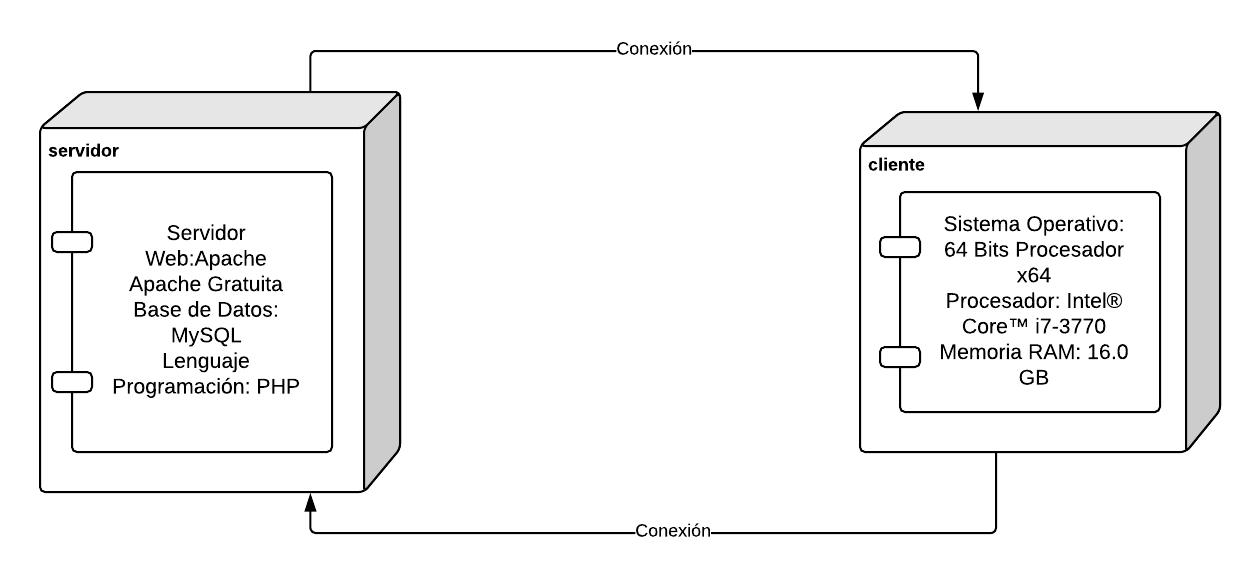 Conexión
servidor
Servidor
Web:Apache
Apache Gratuita
Base de Datos:
MySQL
Lenguaje
Programación: PHP
cliente
Sistema Operativo:
64 Bits Procesador
x64
Procesador: Intel®
Core™ i7-3770
Memoria RAM: 16.0
GB
Conexión